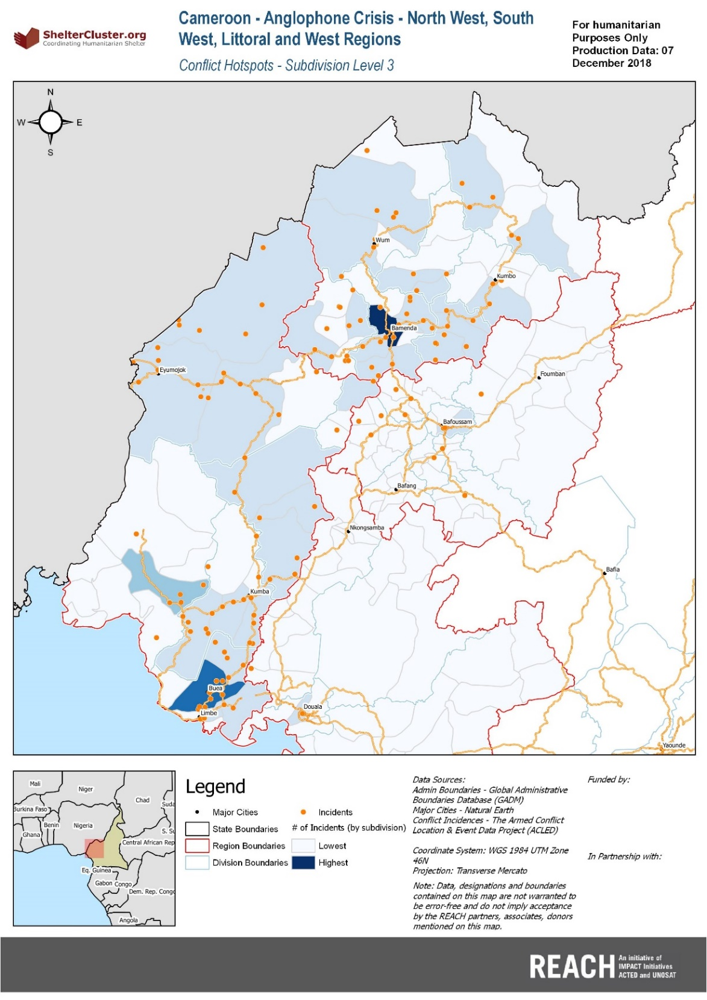 ShelterCluster.org
Coordinating Humanitarian Shelter
Cameroon - Anglophone Crisis - North West, South
West, Littoral and West Regions
Conflict Hotspots - Subdivision Level 3
For humanitarian
Purposes Only
Production Data: 07
December 2018
N
W
E
S
Wum
Kumbo
Bamenda
Eyumojok
Foumban
Bafoussam
Bafang
Nkongsamba
Bafia
Kumba
Buea
Limbe
Douala
Yaounde
Mali
Niger
Chad
Suda
Burkina Faso
Benin
Nigeria
Ghana
S. Su
Central African Rep
Eq. Guinea
Gabon
Congo
Dem. Rep. Congo
Angola
Legend
Major Cities
State Boundaries
Region Boundaries
Division Boundaries
Incidents
# of Incidents (by subdivision)
Lowest
Highest
Data Sources:
Admin Boundaries - Global Administrative
Boundaries Database (GADM)
Major Cities - Natural Earth
Conflict Incidences - The Armed Conflict
Location & Event Data Project (ACLED)
Coordinate System: WGS 1984 UTM Zone
46N
Projection: Transverse Mercato
Note: Data, designations and boundaries
contained on this map are not warranted to
be error-free and do not imply acceptance
by the REACH partners, associates, donors
mentioned on this map.
Funded by:
In Partnership with:
REACH
An initiative of
IMPACT Initiatives
ACTED and UNOSAT